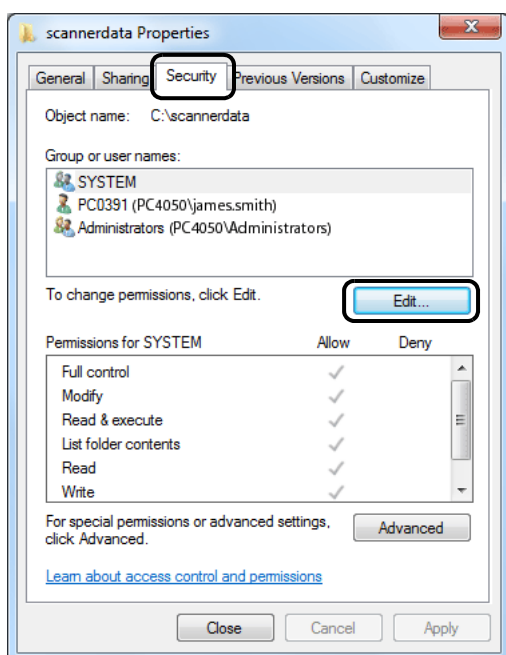 scannerdata Properties
General Sharing Security Previous Versions Customize
Object name: C:\scannerdata
Group or user names:
SYSTEM
PC0391 (PC4050\james.smith)
Administrators (PC4050\Administrators)
To change permissions, click Edit.
Edit...
Permissions for SYSTEM Allow Deny
Full control
Modify
Read & execute
List folder contents
Read
Write
For special permissions or advanced settings,
click Advanced.
Advanced
Learn about access control and permissions
Close Cancel Apply